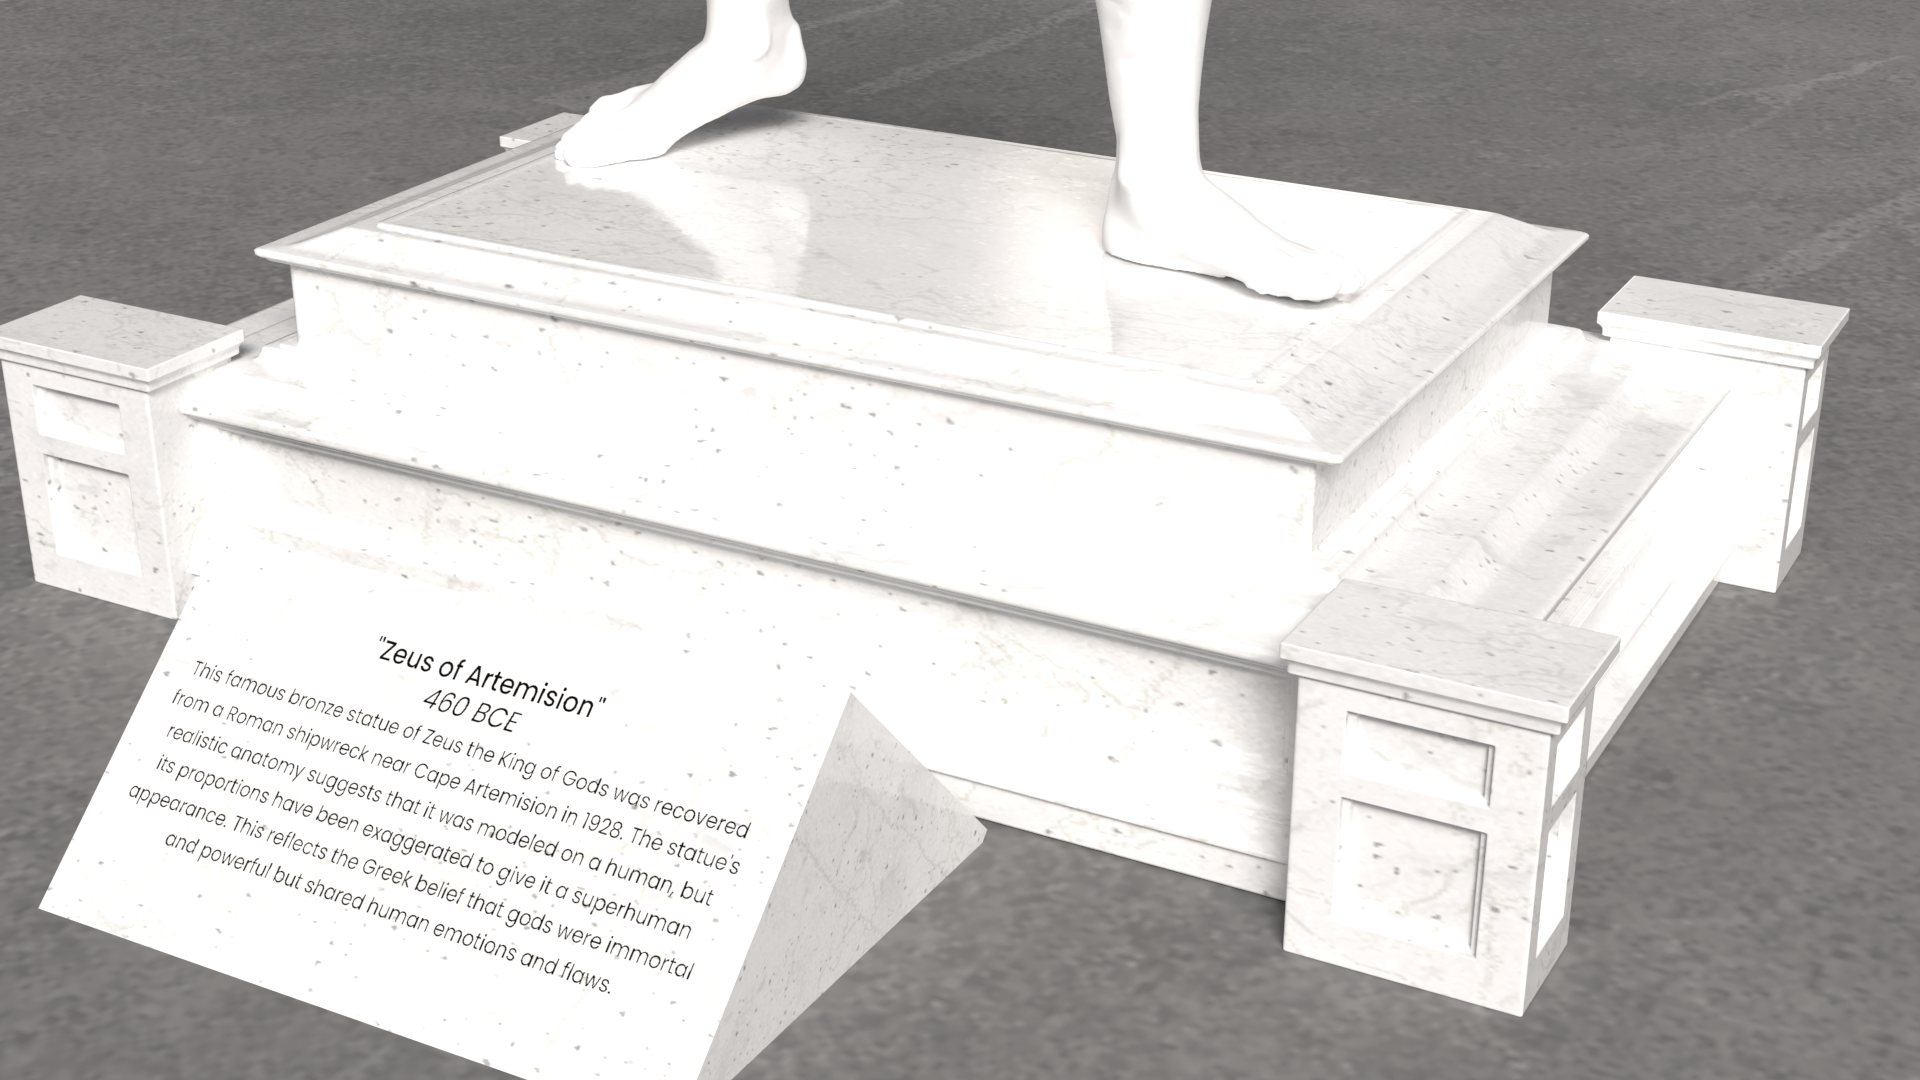 "Zeus of Artemision"
460 BCE
This famous bronze statue of Zeus the King of Gods was recovered
from a Roman shipwreck near Cape Artemision in 1928. The statue's
realistic anatomy suggests that it was modeled on a human, but
its proportions have been exaggerated to give it a superhuman
appearance. This reflects the Greek belief that gods were immortal
and powerful but shared human emotions and flaws.